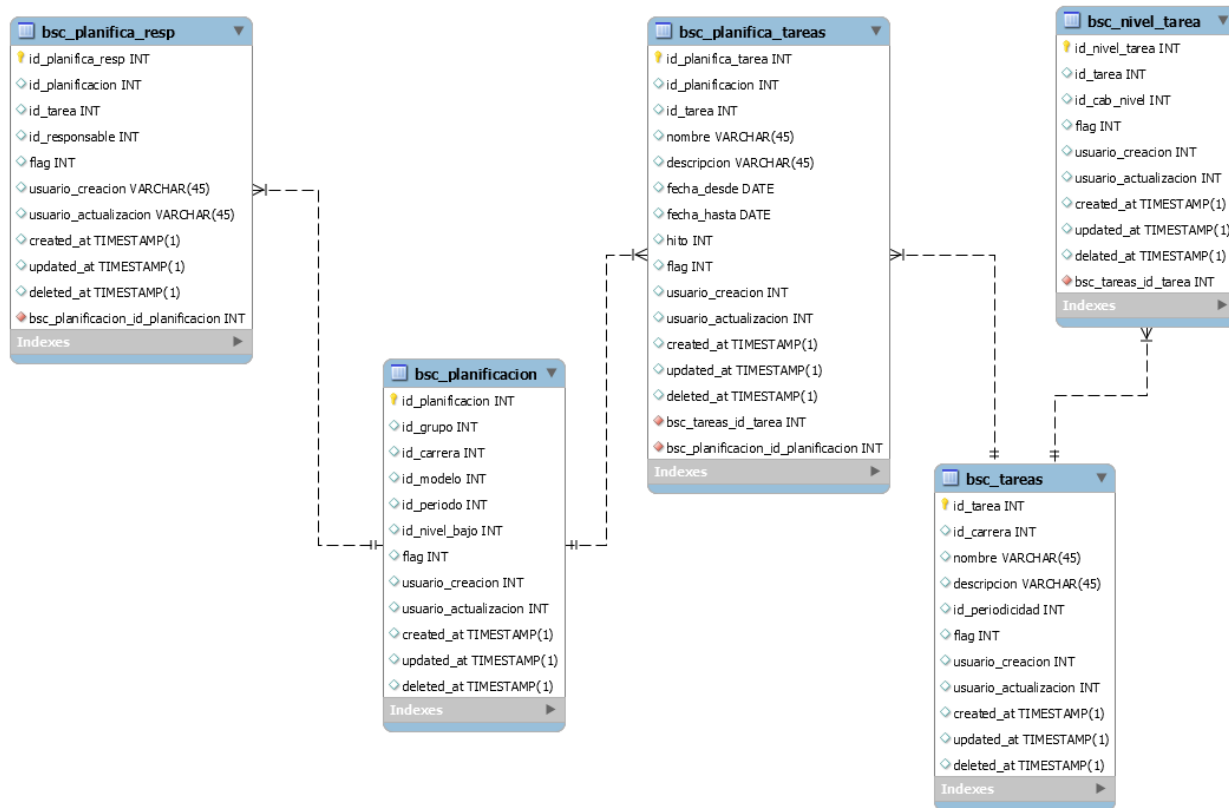 bsc_planifica_resp
id_planifica_resp INT
id_planificacion INT
id_tarea INT
id_responsable INT
flag INT
usuario_creacion VARCHAR(45)
usuario_actualizacion VARCHAR(45)
created_at TIMESTAMP(1)
updated_at TIMESTAMP(1)
deleted_at TIMESTAMP(1)
bsc_planificacion_id_planificacion INT
Indexes
bsc_planificacion
id_planificacion INT
id_grupo INT
id_carrera INT
id_modelo INT
id_periodo INT
id_nivel_bajo INT
flag INT
usuario_creacion INT
usuario_actualizacion INT
created_at TIMESTAMP(1)
updated_at TIMESTAMP(1)
deleted_at TIMESTAMP(1)
Indexes
bsc_planifica_tareas
id_planifica_tarea INT
id_planificacion INT
id_tarea INT
nombre VARCHAR(45)
descripcion VARCHAR(45)
fecha_desde DATE
fecha_hasta DATE
hito INT
flag INT
usuario_creacion INT
usuario_actualizacion INT
created_at TIMESTAMP(1)
updated_at TIMESTAMP(1)
deleted_at TIMESTAMP(1)
bsc_tareas_id_tarea INT
bsc_planificacion_id_planificacion INT
Indexes
bsc_nivel_tarea
id_nivel_tarea INT
id_tarea INT
id_cab_nivel INT
flag INT
usuario_creacion INT
usuario_actualizacion INT
created_at TIMESTAMP(1)
updated_at TIMESTAMP(1)
delated_at TIMESTAMP(1)
bsc_tareas_id_tarea INT
Indexes
bsc_tareas
id_tarea INT
id_carrera INT
nombre VARCHAR(45)
descripcion VARCHAR(45)
id_periodicidad INT
flag INT
usuario_creacion INT
usuario_actualizacion INT
created_at TIMESTAMP(1)
updated_at TIMESTAMP(1)
deleted_at TIMESTAMP(1)
Indexes